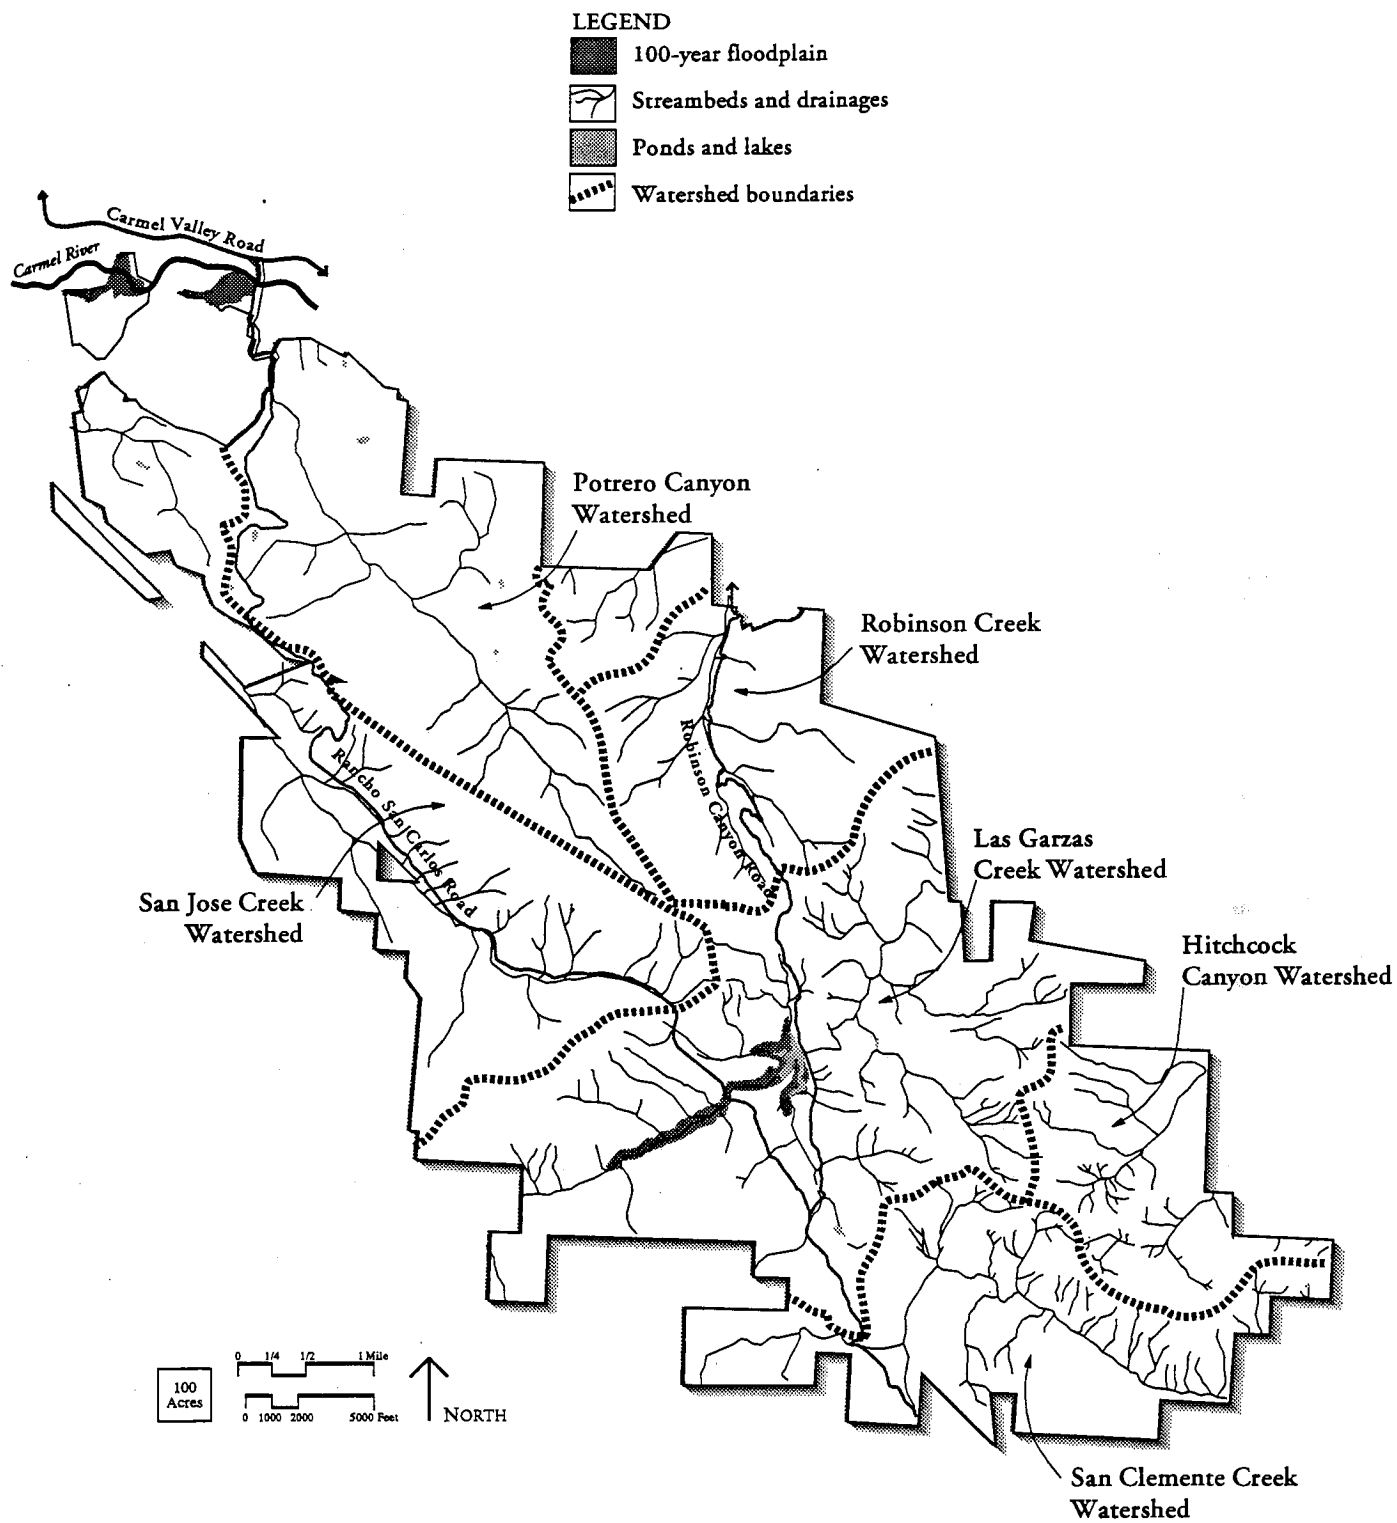 LEGEND
100-year floodplain
Streambeds and drainages
Ponds and lakes
Watershed boundaries
Carmel Valley Road
Carmel River
Potrero Canyon
Watershed
Robinson Creek
Watershed
Robinson Canyon Road
Rancho San Carlos Road
Las Garzas
Creek Watershed
San Jose Creek
Watershed
Hitchcock
Canyon Watershed
0 1/4 1/2 1 Mile
100
Acres
0 1000 2000 5000 Feet
NORTH
San Clemente Creek
Watershed